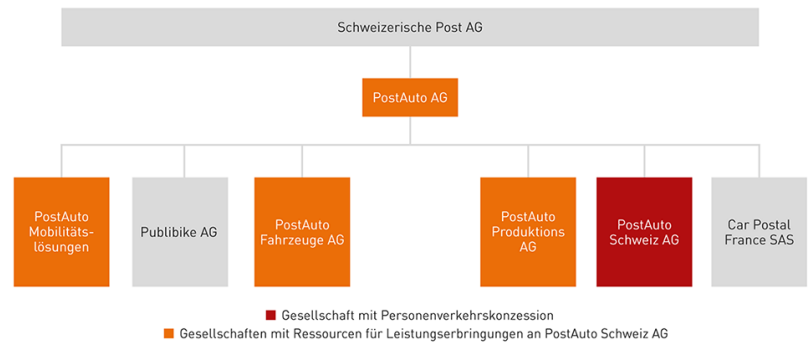 Schweizerische Post AG
PostAuto AG
PostAuto
Mobilitäts-
lösungen
Publibike AG
PostAuto
Fahrzeuge AG
PostAuto
Produktions
AG
PostAuto
Schweiz AG
Car Postal
France SAS
Gesellschaft mit Personenverkehrskonzession
Gesellschaften mit Ressourcen für Leistungserbringungen an PostAuto Schweiz AG